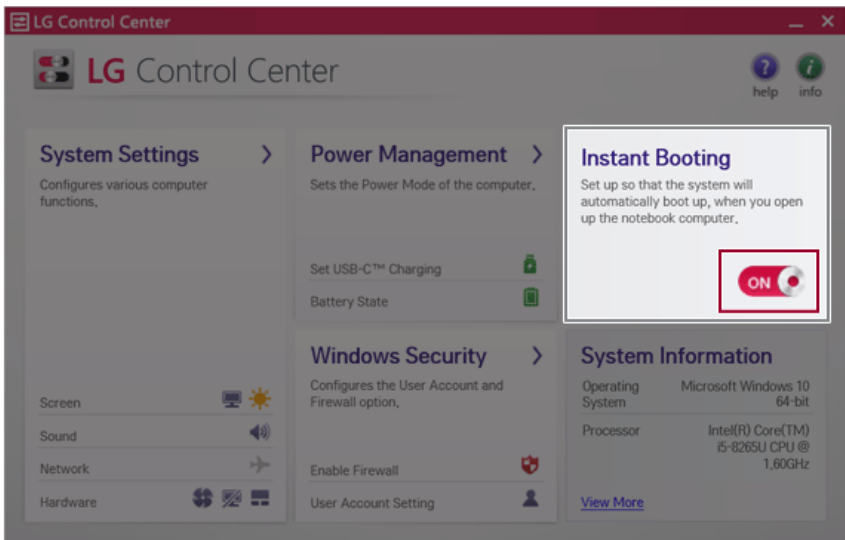 LG Control Center
LG Control Center
help
info
System Settings
Configures various computer
functions.
Screen
Sound
Network
Hardware
Power Management
Sets the Power Mode of the computer.
Set USB-C™ Charging
Battery State
Instant Booting
Set up so that the system will
automatically boot up, when you open
up the notebook computer.
ON
Windows Security
Configures the User Account and
Firewall option.
Enable Firewall
User Account Setting
System Information
Operating
System
Microsoft Windows 10
64-bit
Processor
Intel(R) Core(TM)
i5-8265U CPU @
1.60GHz
View More